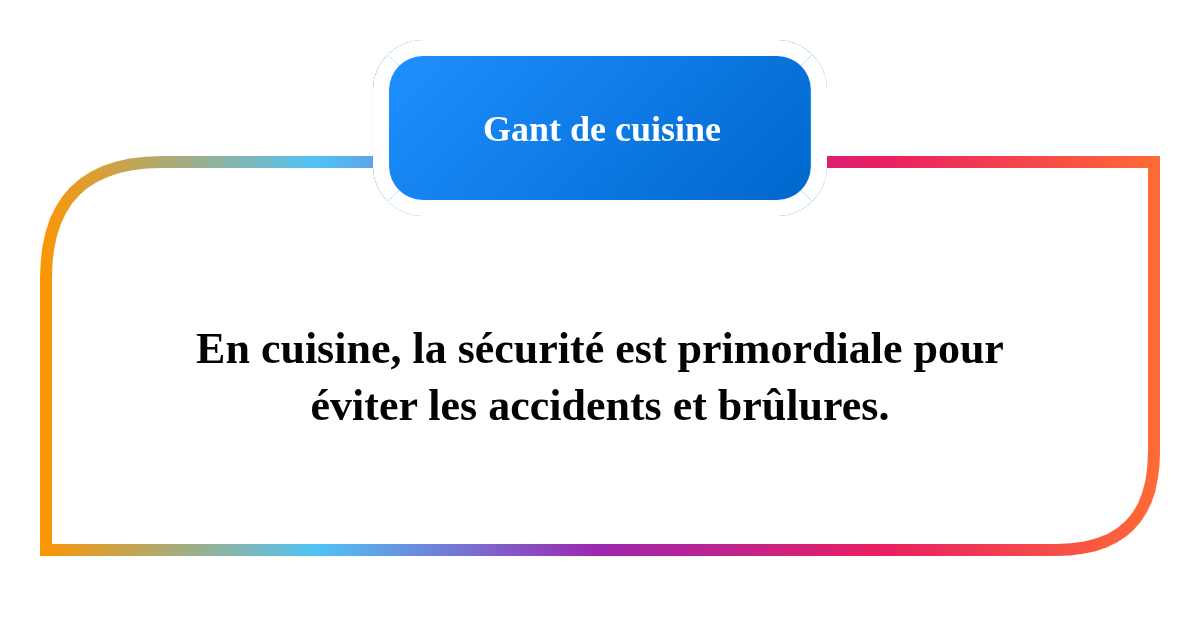 Gant de cuisine
En cuisine, la sécurité est primordiale pour
éviter les accidents et brûlures.